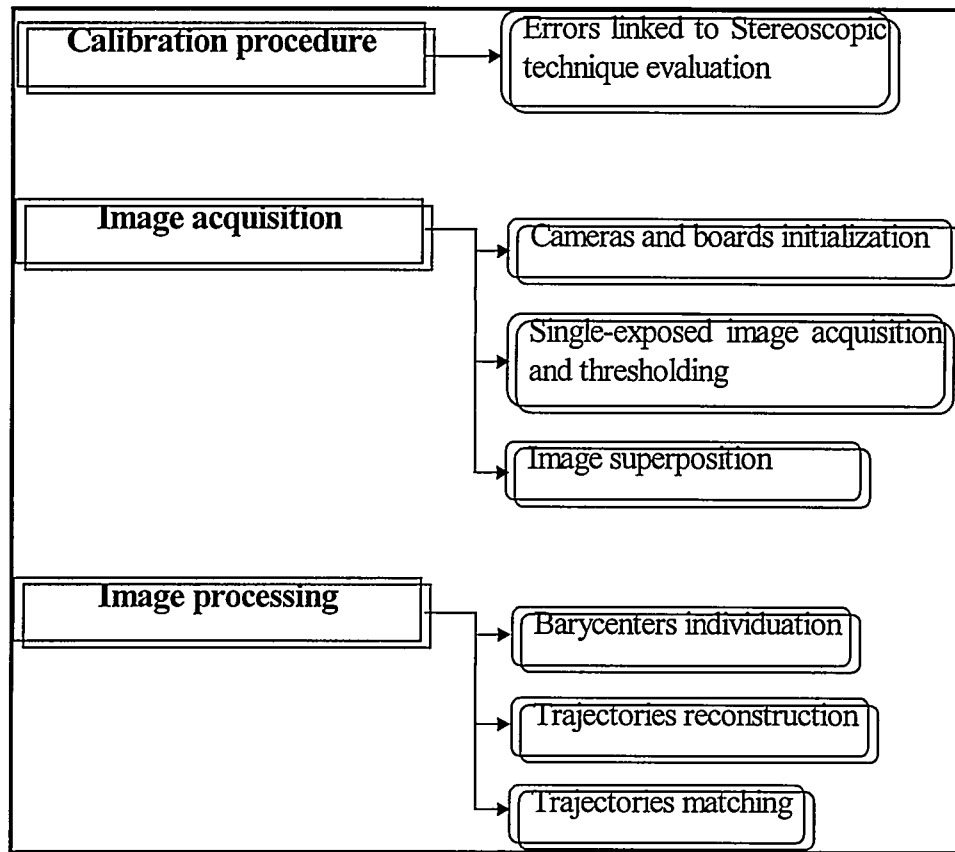 Calibration procedure
Errors linked to Stereoscopic
technique evaluation
Image acquisition
Cameras and boards initialization
Single-exposed image acquisition
and thresholding
Image superposition
Image processing
Barycenters individuation
Trajectories reconstruction
Trajectories matching